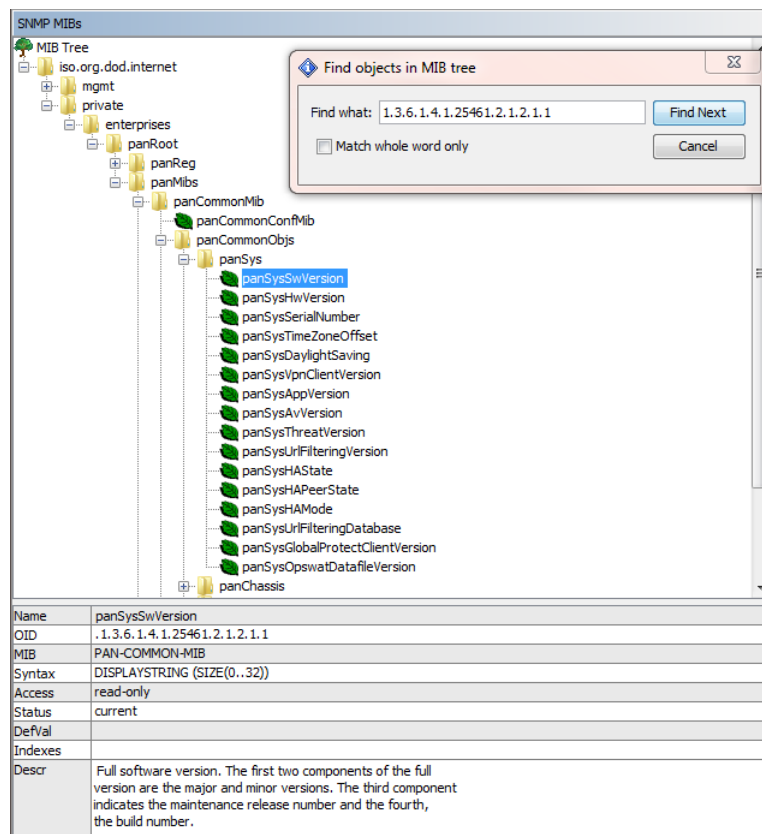 SNMP MIBs
MIB Tree
iso.org.dod.internet
mgmt
private
enterprises
panRoot
panReg
panMibs
panCommonMib
panCommonConfMib
panCommonObjs
panSys
panSysSwVersion
panSysHwVersion
panSysSerialNumber
panSysTimeZoneOffset
panSysDaylightSaving
panSysVpnClientVersion
panSysAppVersion
panSysAvVersion
panSysThreatVersion
panSysUrlFilteringVersion
panSysHAState
panSysHAPeerState
panSysHAMode
panSysUrlFilteringDatabase
panSysGlobalProtectClientVersion
panSysOpswatDatafileVersion
panChassis
Find objects in MIB tree
Find what: 1.3.6.1.4.1.25461.2.1.2.1.1 Find Next
Match whole word only Cancel
Name panSysSwVersion
OID .1.3.6.1.4.1.25461.2.1.2.1.1
MIB PAN-COMMON-MIB
Syntax DISPLAYSTRING (SIZE(0..32))
Access read-only
Status current
DefVal
Indexes
Descr Full software version. The first two components of the full
version are the major and minor versions. The third component
indicates the maintenance release number and the fourth,
the build number.